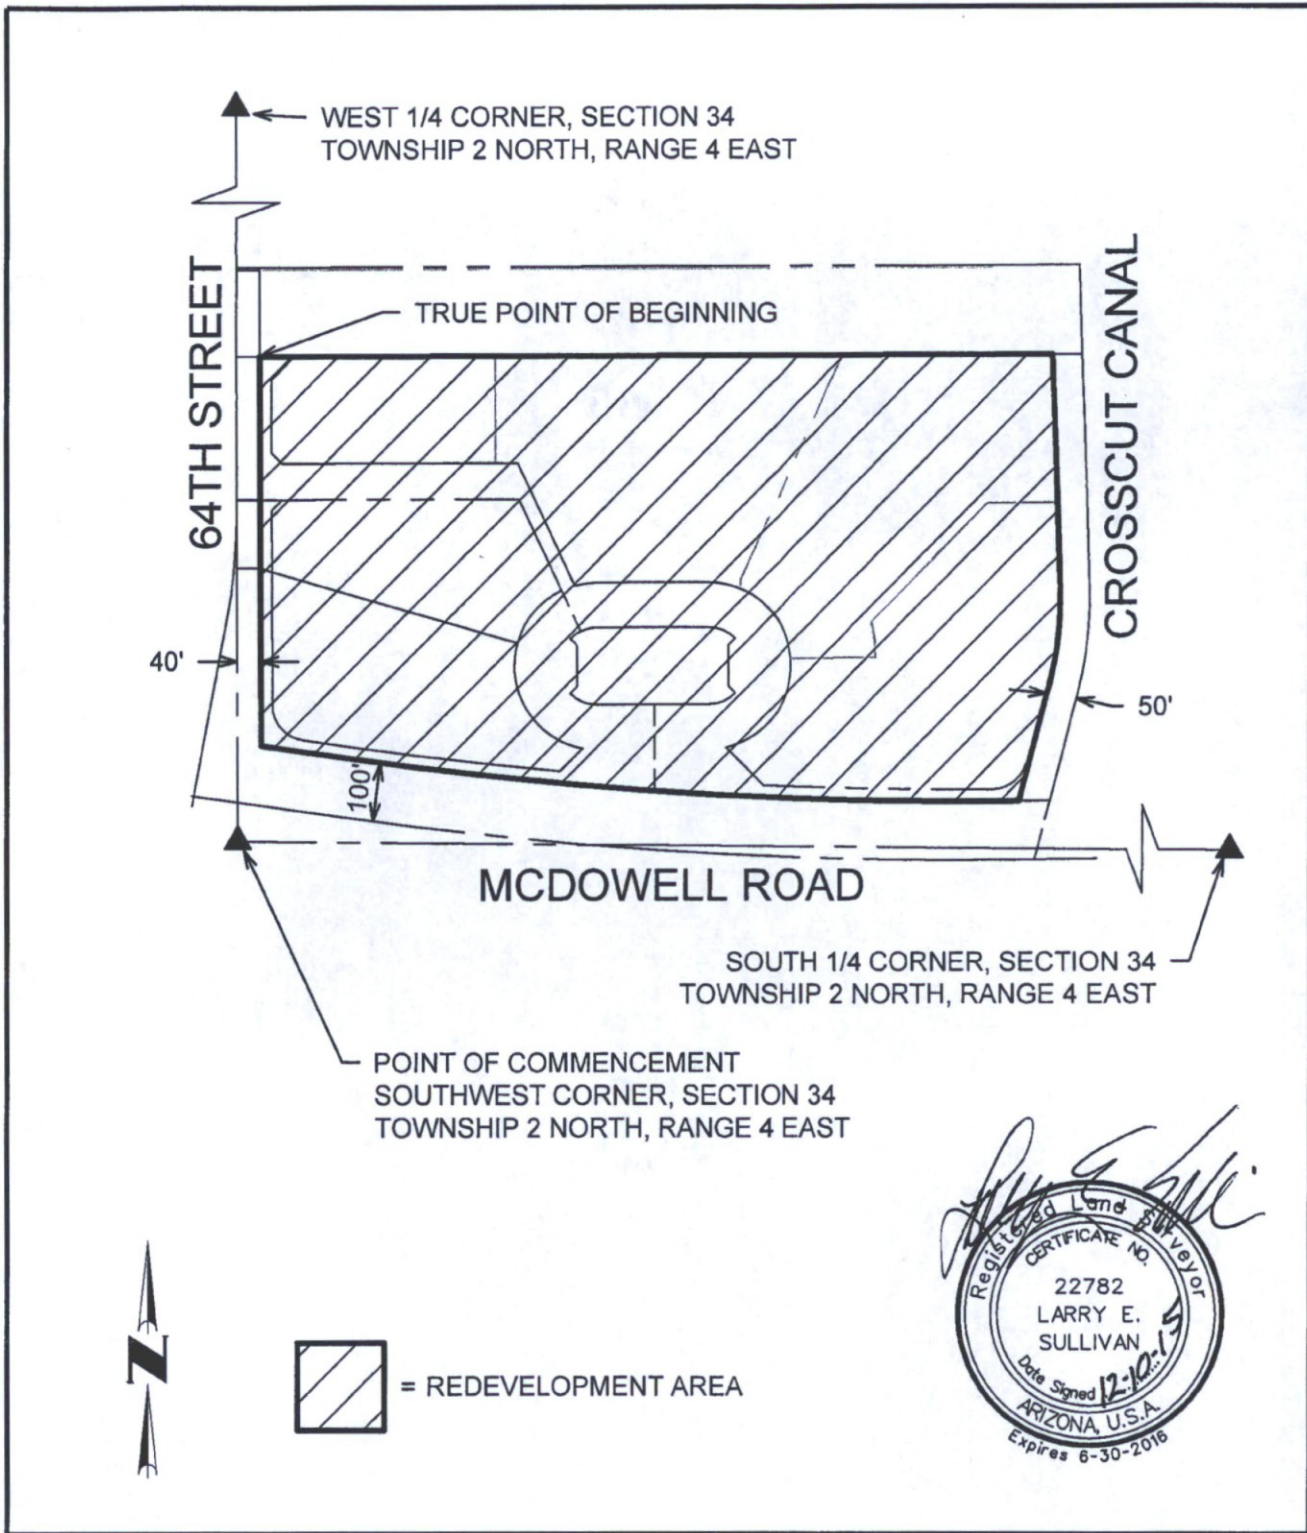 WEST 1/4 CORNER, SECTION 34
TOWNSHIP 2 NORTH, RANGE 4 EAST
64TH STREET
TRUE POINT OF BEGINNING
CROSSCUT CANAL
40'
50'
100'
MCDOWELL ROAD
SOUTH 1/4 CORNER, SECTION 34
TOWNSHIP 2 NORTH, RANGE 4 EAST
POINT OF COMMENCEMENT
SOUTHWEST CORNER, SECTION 34
TOWNSHIP 2 NORTH, RANGE 4 EAST
N
= REDEVELOPMENT AREA
Registered Land Surveyor
CERTIFICATE NO.
22782
LARRY E.
SULLIVAN
Date Signed 12-10-15
ARIZONA, U.S.A.
Expires 6-30-2016